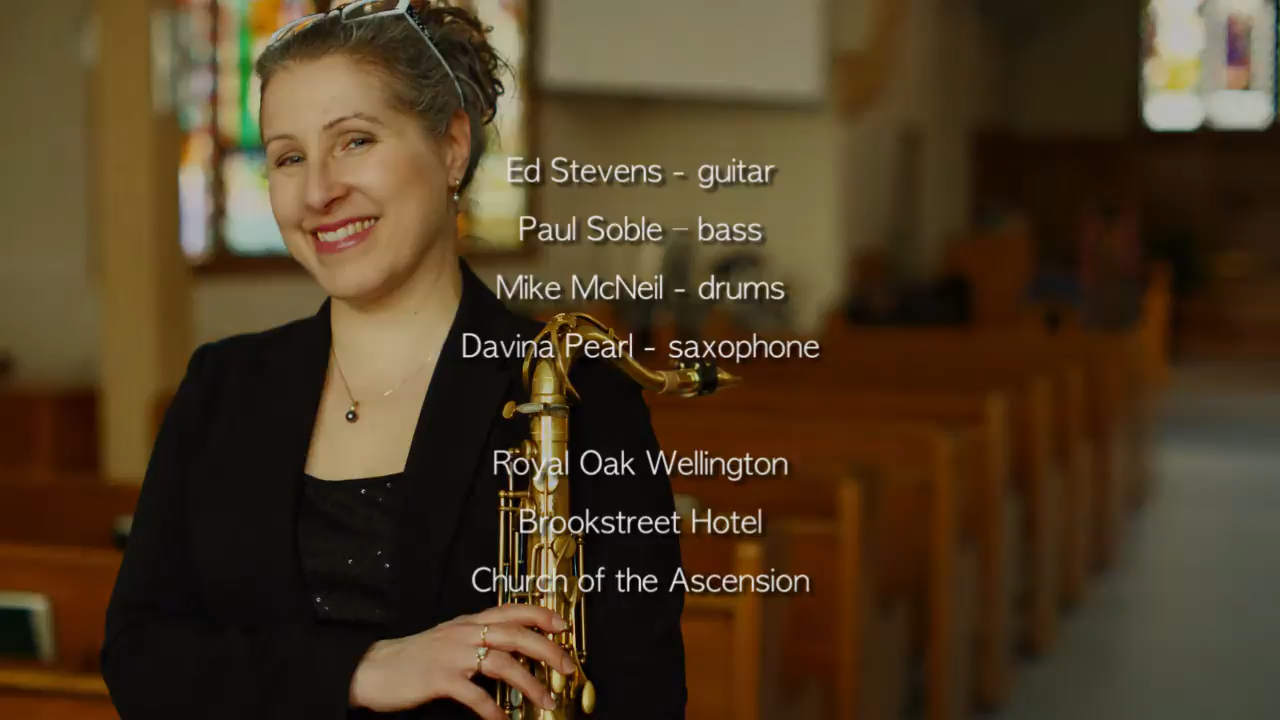 Ed Stevens - guitar
Paul Soble – bass
Mike McNeil - drums
Davina Pearl - saxophone
Royal Oak Wellington
Brookstreet Hotel
Church of the Ascension